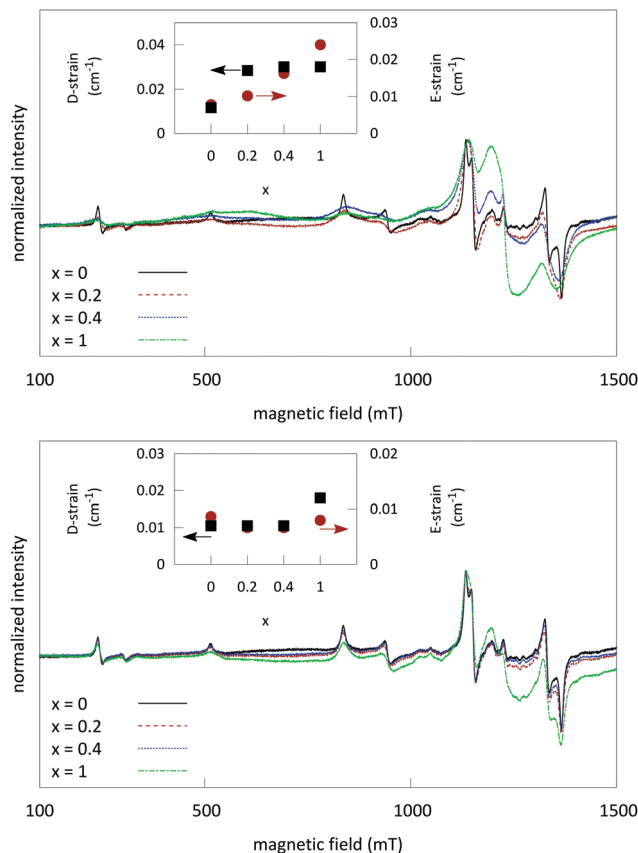 D-strain
(cm-1)
0.04
0.02
0
0.03
0.02
0.01
0
E-strain
(cm-1)
0 0.2 0.4 1
x
normalized intensity
x = 0
x = 0.2
x = 0.4
x = 1
100 500 1000 1500
magnetic field (mT)
D-strain
(cm-1)
0.03
0.02
0.01
0
0.02
0.01
0
E-strain
(cm-1)
0 0.2 0.4 1
x
normalized intensity
x = 0
x = 0.2
x = 0.4
x = 1
100 500 1000 1500
magnetic field (mT)